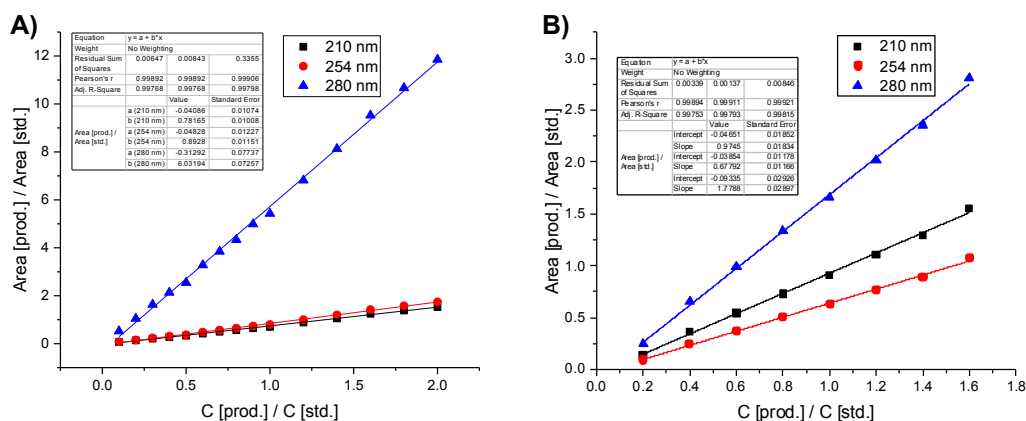 A)
Equation y = a + b*x
Weight No Weighting
Residual Sum of Squares 0.00647 0.00843 0.3355
Pearson's r 0.99892 0.99892 0.99906
Adj. R-Square 0.99768 0.99768 0.99798
Value Standard Error
Area [prod.] / Area [std.]
a (210 nm) -0.04086 0.01074
b (210 nm) 0.78165 0.01008
a (254 nm) -0.04828 0.01227
b (254 nm) 0.8928 0.01151
a (280 nm) -0.31292 0.07737
b (280 nm) 6.03194 0.07257
210 nm
254 nm
280 nm
Area [prod.] / Area [std.]
12
10
8
6
4
2
0
0.0 0.5 1.0 1.5 2.0
C [prod.] / C [std.]
B)
Equation y = a + b*x
Weight No Weighting
Residual Sum of Squares 0.00339 0.00137 0.00846
Pearson's r 0.99894 0.99911 0.99921
Adj. R-Square 0.99753 0.99793 0.99815
Value Standard Error
Area [prod.] / Area [std.]
Intercept -0.04651 0.01852
Slope 0.9745 0.01834
Intercept -0.03854 0.01178
Slope 0.67792 0.01166
Intercept -0.09335 0.02926
Slope 1.7788 0.02897
210 nm
254 nm
280 nm
Area [prod.] / Area [std.]
3.0
2.5
2.0
1.5
1.0
0.5
0.0
0.0 0.2 0.4 0.6 0.8 1.0 1.2 1.4 1.6 1.8
C [prod.] / C [std.]